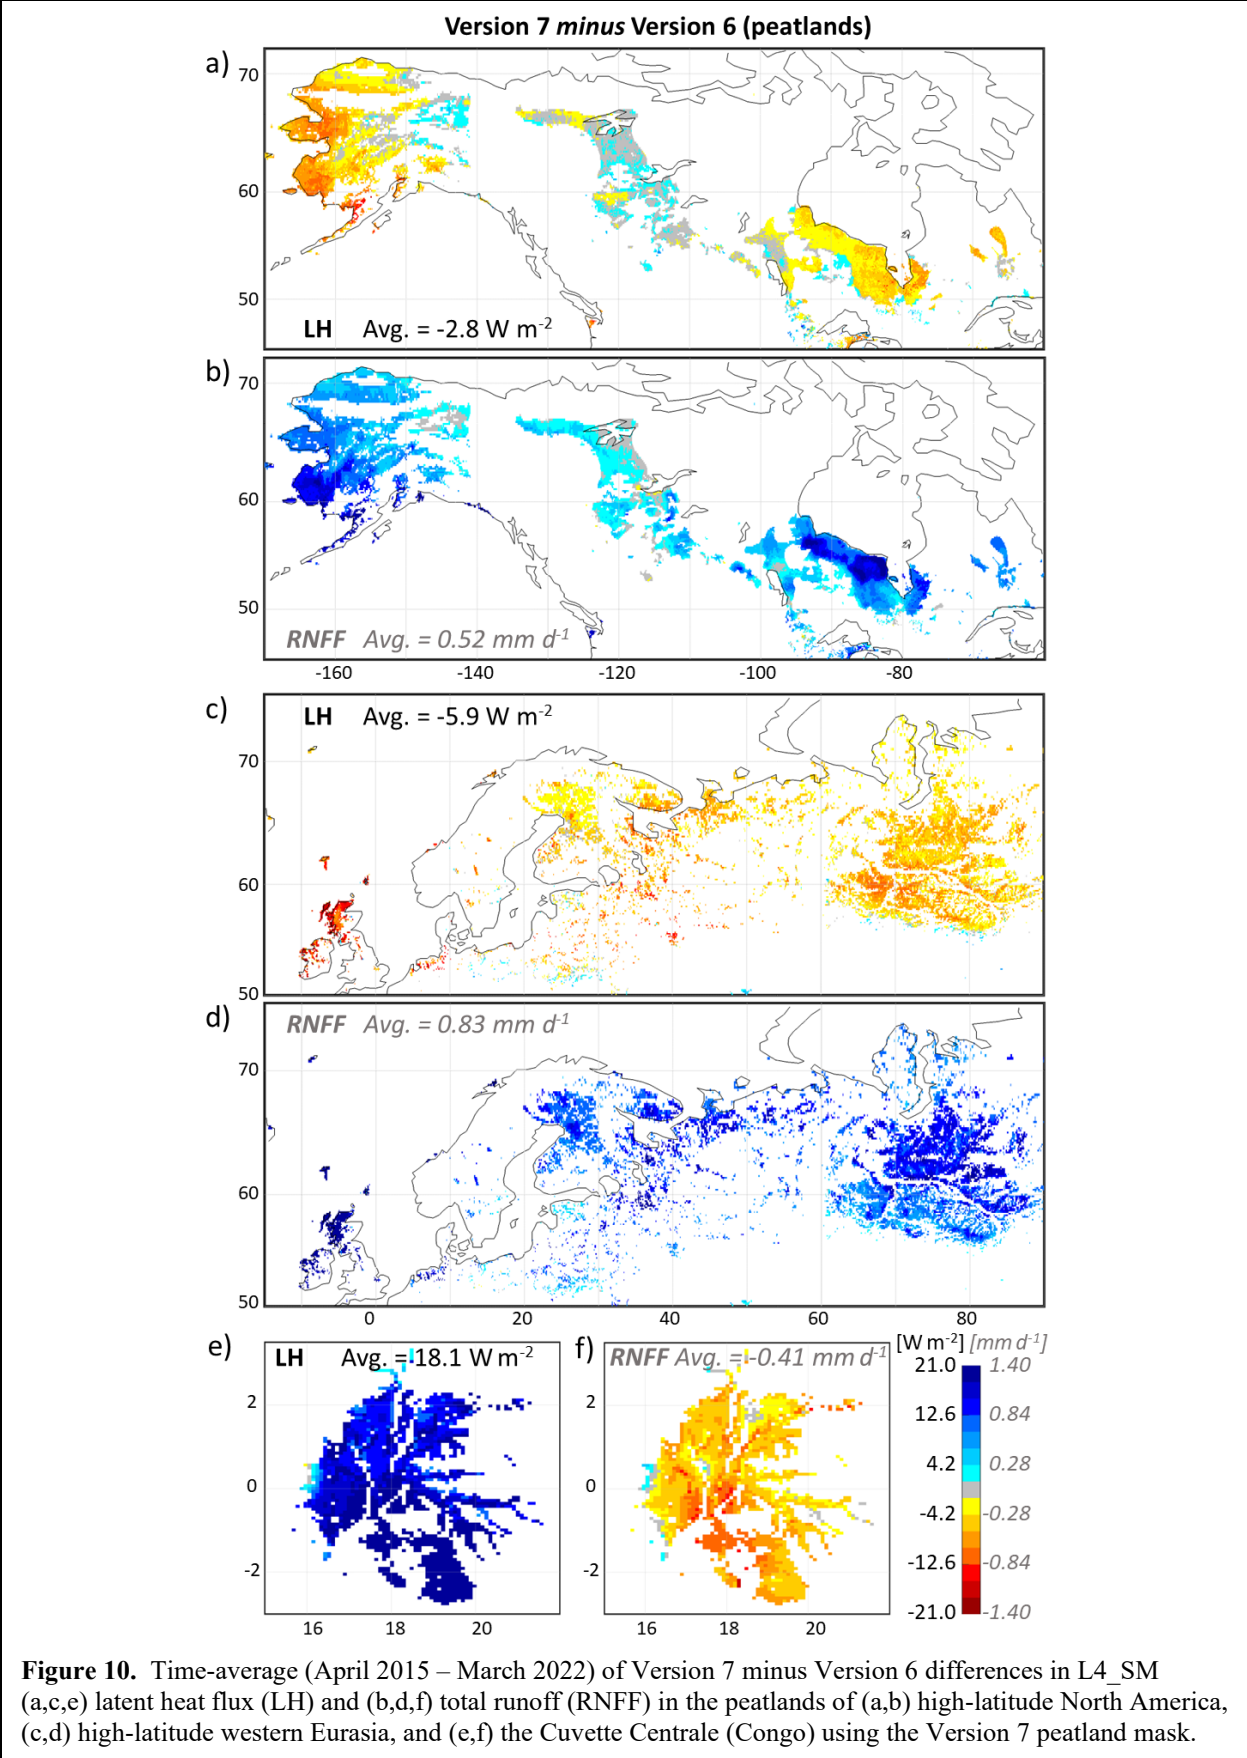 Version 7 minus Version 6 (peatlands)
a)
70
60
50
LH Avg. = -2.8 W m-2
b)
70
60
50
RNFF Avg. = 0.52 mm d-1
-160 -140 -120 -100 -80
c)
LH Avg. = -5.9 W m-2
70
60
50
d)
RNFF Avg. = 0.83 mm d-1
70
60
50
0 20 40 60 80
e)
LH Avg. = 18.1 W m-2
2
0
-2
16 18 20
f)
RNFF Avg. = -0.41 mm d-1
2
0
-2
16 18 20
[W m-2] [mm d-1]
21.0 1.40
12.6 0.84
4.2 0.28
-4.2 -0.28
-12.6 -0.84
-21.0 -1.40
Figure 10. Time-average (April 2015 – March 2022) of Version 7 minus Version 6 differences in L4_SM
(a,c,e) latent heat flux (LH) and (b,d,f) total runoff (RNFF) in the peatlands of (a,b) high-latitude North America,
(c,d) high-latitude western Eurasia, and (e,f) the Cuvette Centrale (Congo) using the Version 7 peatland mask.